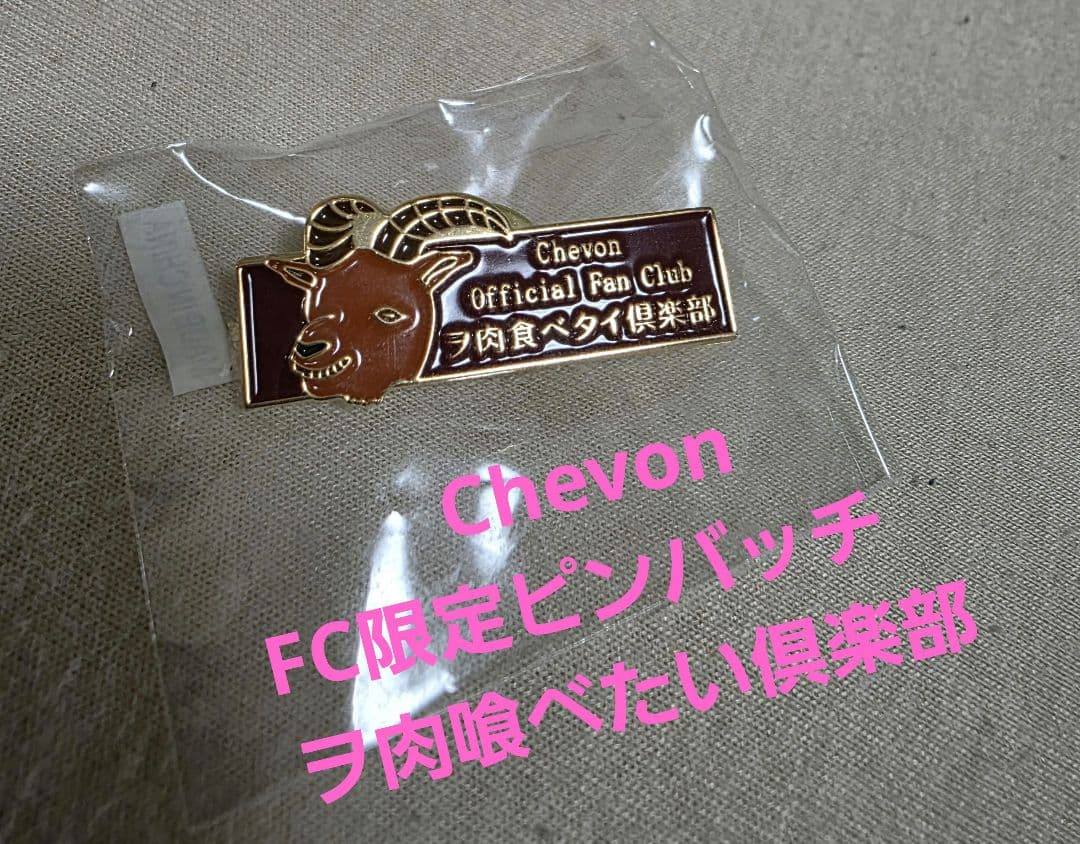 Chevon
Official Fan Club
ヲ肉食ベタイ倶楽部
Chevon
FC限定ピンバッチ
ヲ肉喰べたい倶楽部